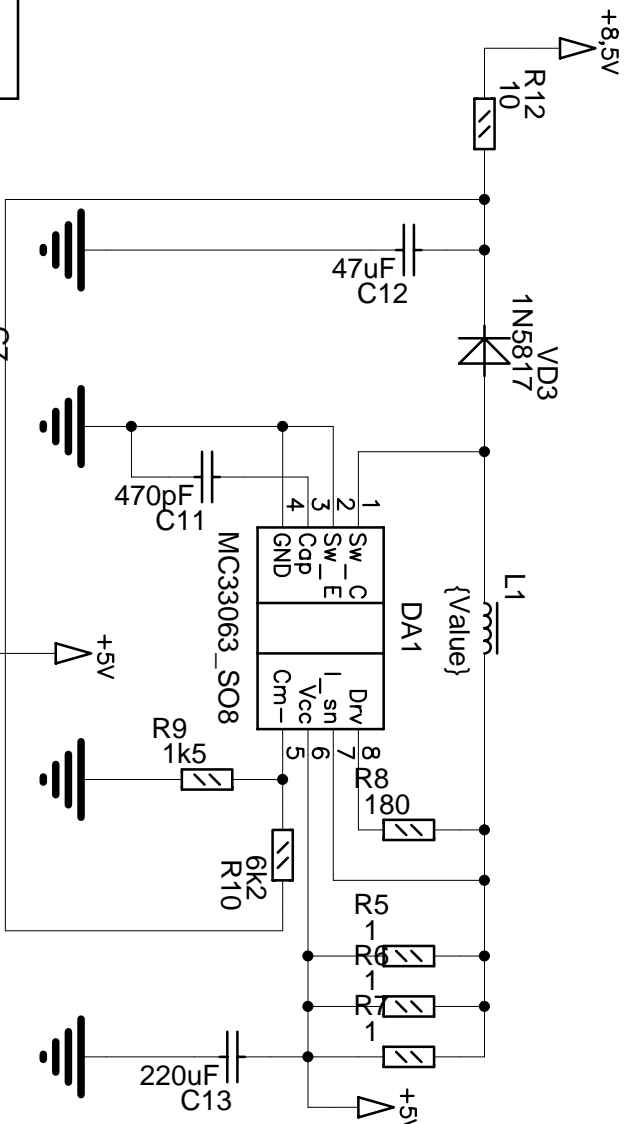 +8,5V
R12
10
47uF
C12
VD3
1N5817
C7
470pF
C11
4
3
2
1
GND
Cap
Sw_E
Sw_C
MC33063_SO8
DA1
L1
{Value}
+5V
Cm-
Vcc
I_sn
Drv
5
6
7
8
R9
1k5
R8
180
6k2
R10
R5
1
R6
1
R7
1
220uF
C13
+5V